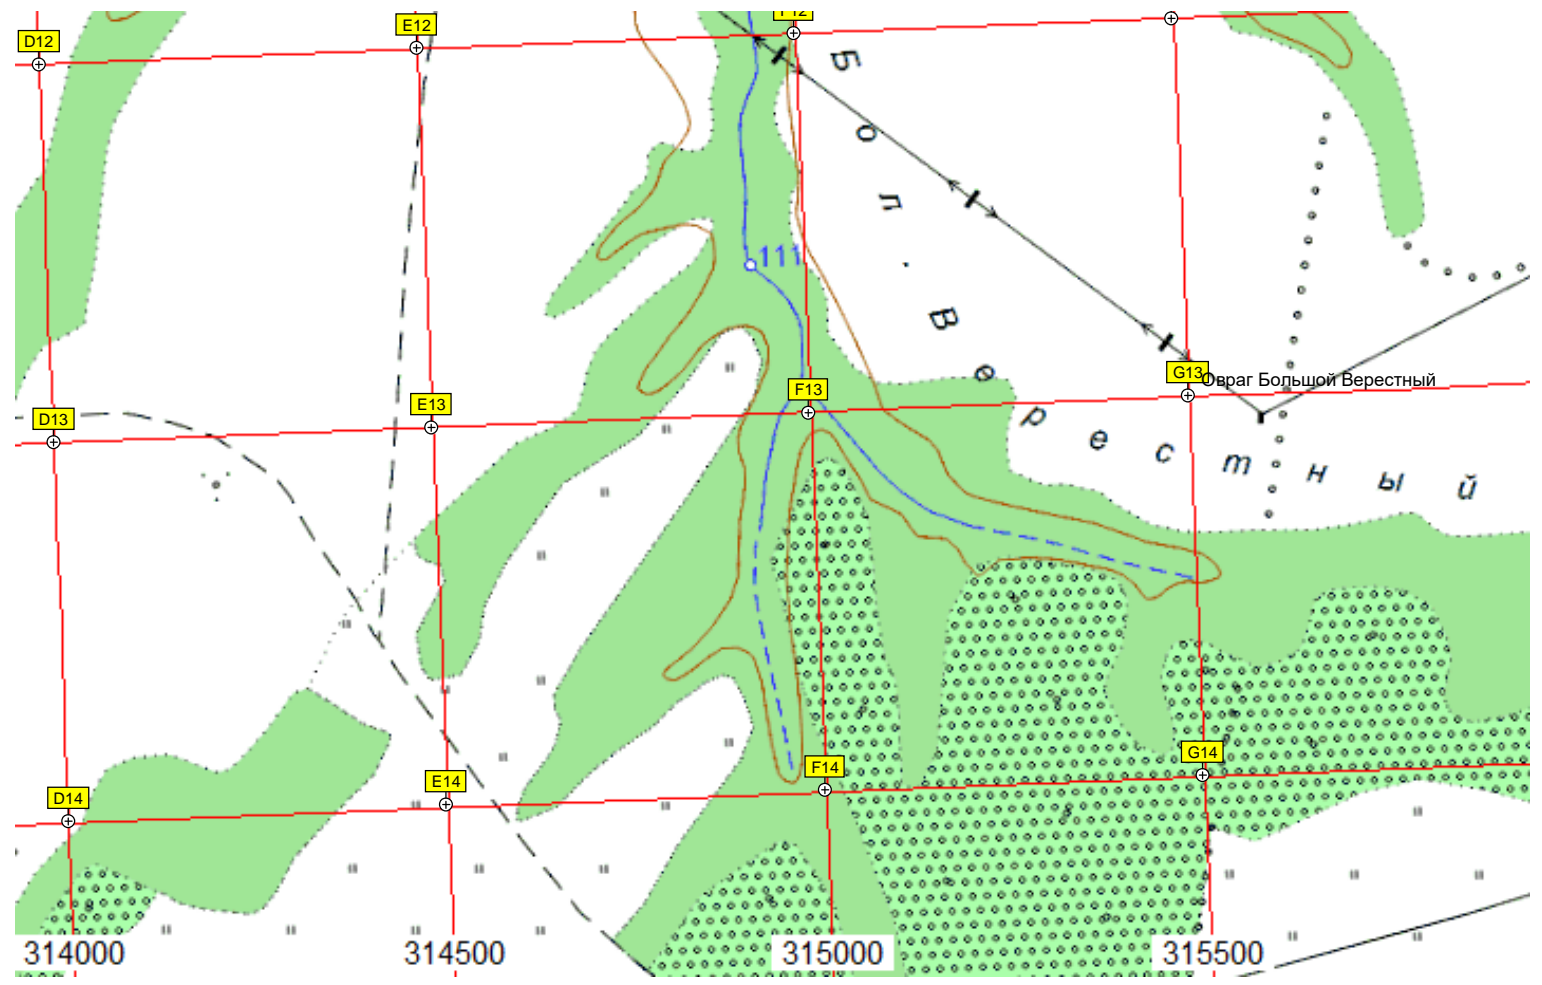 F12
E12
D12
Бол. Верестный
111
G13
Овраг Большой Верестный
F13
E13
D13
G14
F14
E14
D14
314000
314500
315000
315500